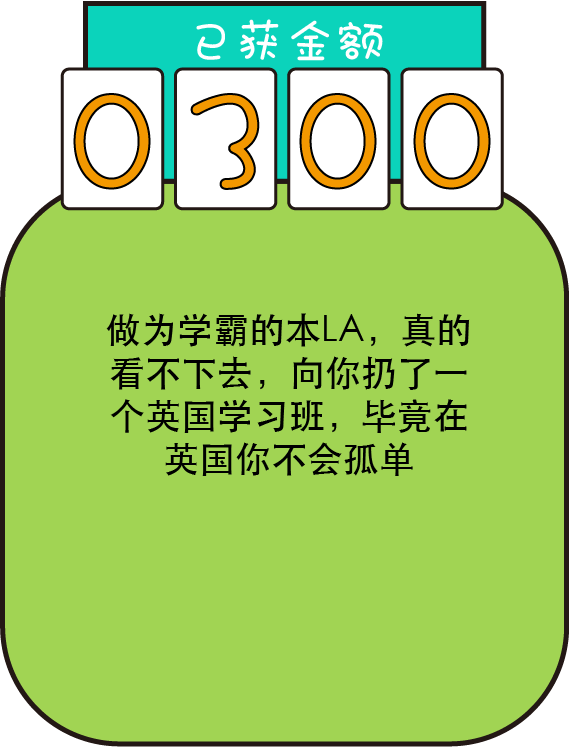 已获金额
0300
做为学霸的本LA，真的
看不下去，向你扔了一
个英国学习班，毕竟在
英国你不会孤单